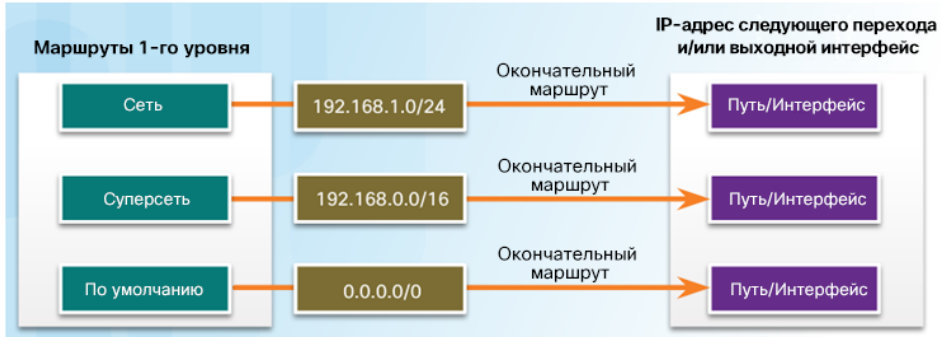 Маршруты 1-го уровня
IP-адрес следующего перехода
и/или выходной интерфейс
Сеть
192.168.1.0/24
Окончательный
маршрут
Путь/Интерфейс
Суперсеть
192.168.0.0/16
Окончательный
маршрут
Путь/Интерфейс
По умолчанию
0.0.0.0/0
Окончательный
маршрут
Путь/Интерфейс